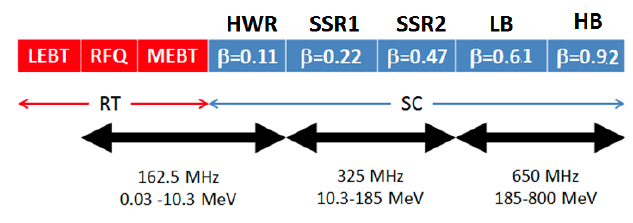 HWR SSR1 SSR2 LB HB
LEBT RFQ MEBT β=0.11 β=0.22 β=0.47 β=0.61 β=0.92
RT SC
162.5 MHz 325 MHz 650 MHz
0.03 -10.3 MeV 10.3-185 MeV 185-800 MeV